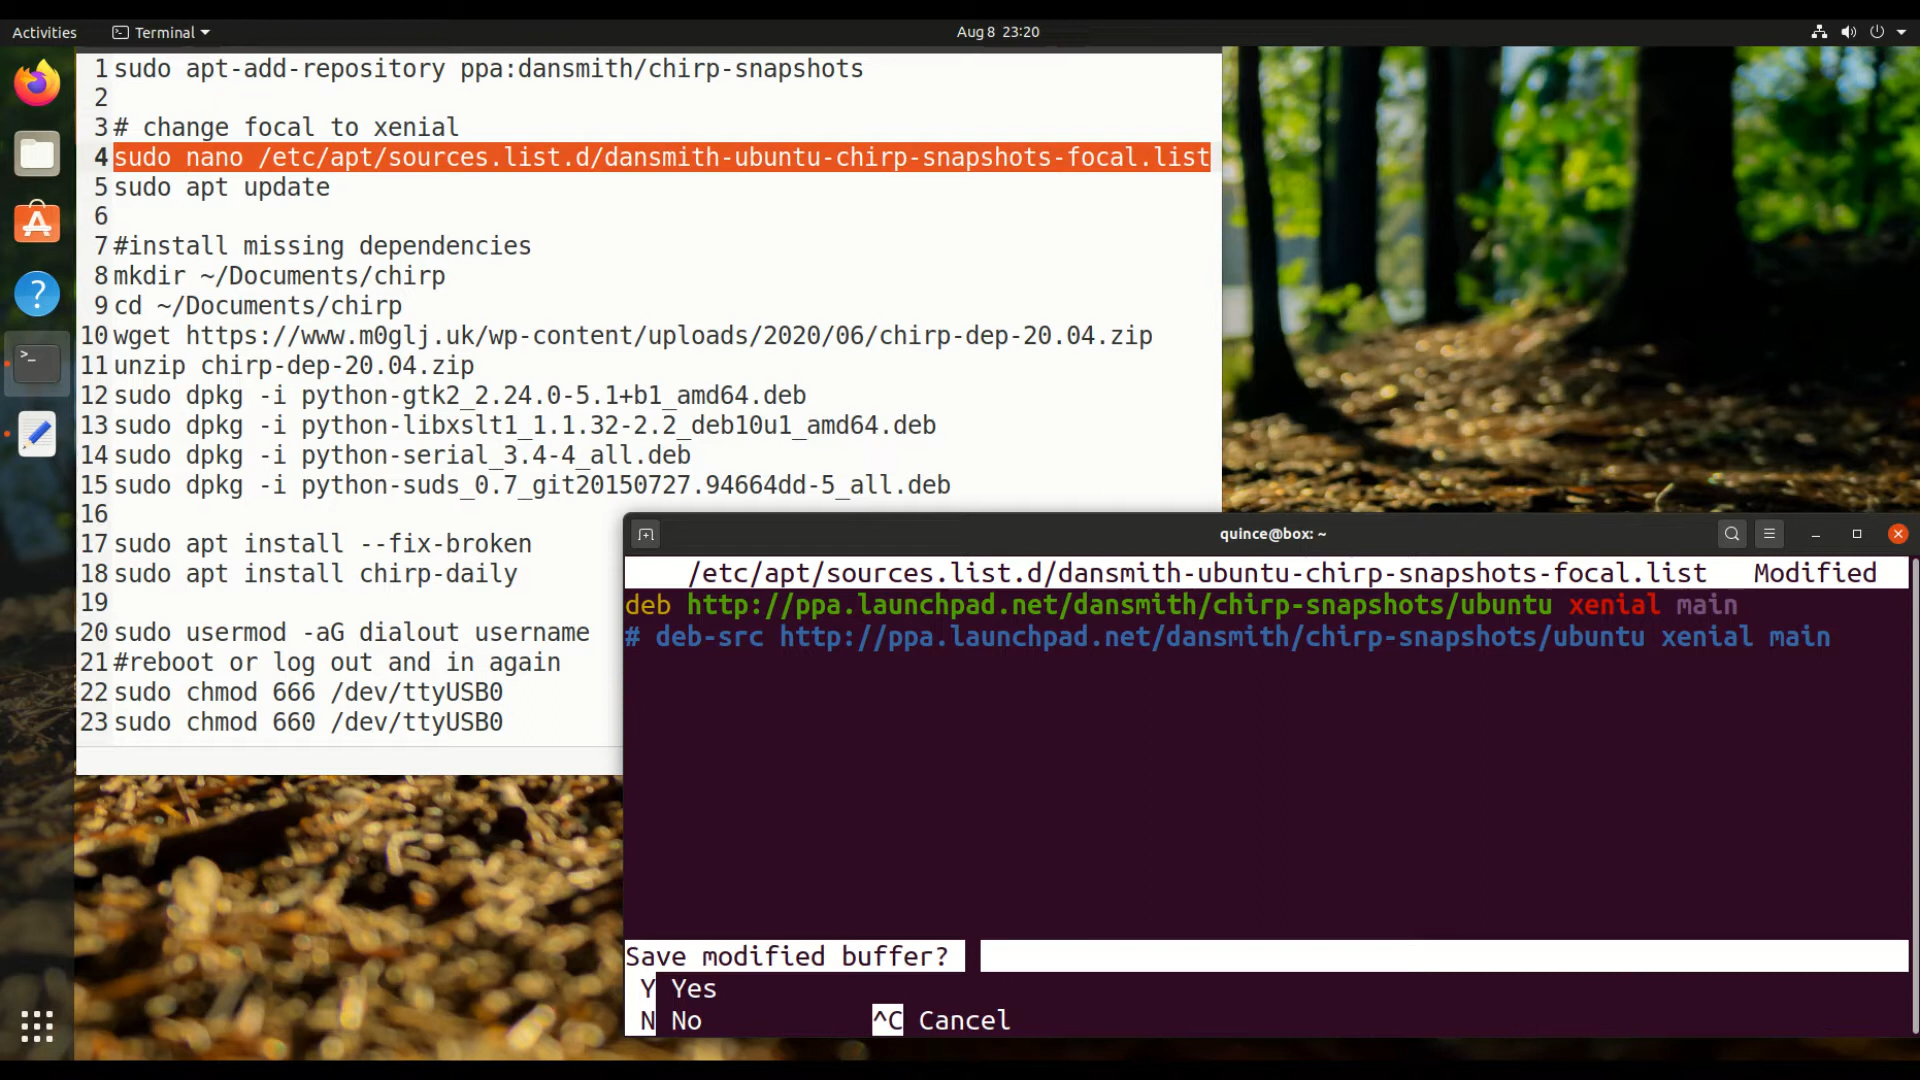 Activities
Terminal
Aug 8 23:20
1 sudo apt-add-repository ppa:dansmith/chirp-snapshots
2
3 # change focal to xenial
4 sudo nano /etc/apt/sources.list.d/dansmith-ubuntu-chirp-snapshots-focal.list
5 sudo apt update
6
7 #install missing dependencies
8 mkdir ~/Documents/chirp
9 cd ~/Documents/chirp
10 wget https://www.m0glj.uk/wp-content/uploads/2020/06/chirp-dep-20.04.zip
11 unzip chirp-dep-20.04.zip
12 sudo dpkg -i python-gtk2_2.24.0-5.1+b1_amd64.deb
13 sudo dpkg -i python-libxslt1_1.1.32-2.2_deb10u1_amd64.deb
14 sudo dpkg -i python-serial_3.4-4_all.deb
15 sudo dpkg -i python-suds_0.7_git20150727.94664dd-5_all.deb
16
17 sudo apt install --fix-broken
18 sudo apt install chirp-daily
19
20 sudo usermod -aG dialout username
21 #reboot or log out and in again
22 sudo chmod 666 /dev/ttyUSB0
23 sudo chmod 660 /dev/ttyUSB0
quince@box: ~
/etc/apt/sources.list.d/dansmith-ubuntu-chirp-snapshots-focal.list Modified
deb http://ppa.launchpad.net/dansmith/chirp-snapshots/ubuntu xenial main
# deb-src http://ppa.launchpad.net/dansmith/chirp-snapshots/ubuntu xenial main
Save modified buffer?
Y Yes
N No ^C Cancel